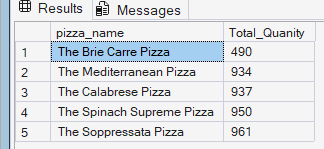 Results Messages
pizza_name Total_Quanity
1 The Brie Carre Pizza 490
2 The Mediterranean Pizza 934
3 The Calabrese Pizza 937
4 The Spinach Supreme Pizza 950
5 The Soppressata Pizza 961